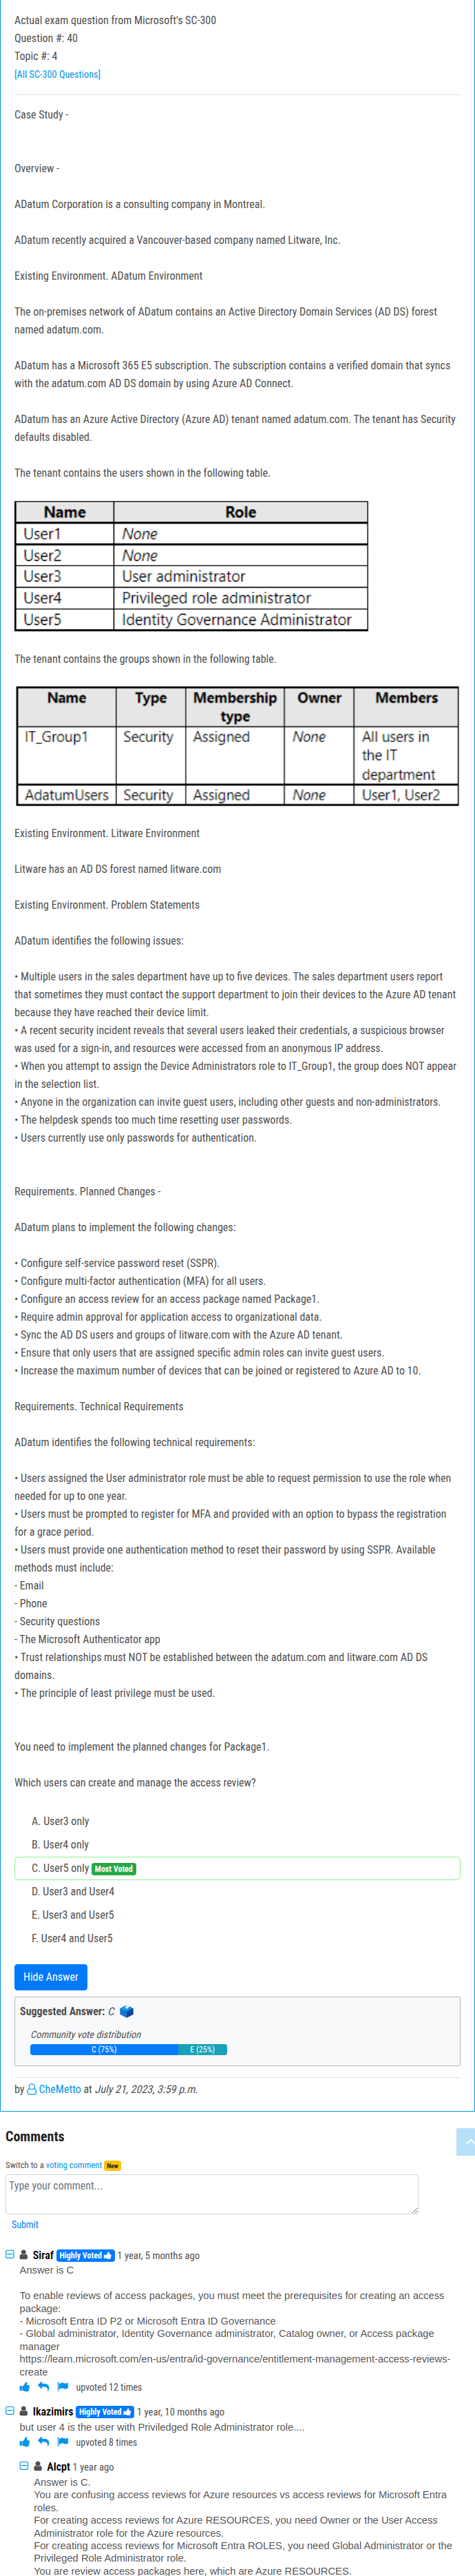 Actual exam question from Microsoft's SC-300
Question #: 40
Topic #: 4
[All SC-300 Questions]
Case Study -
Overview -
ADatum Corporation is a consulting company in Montreal.
ADatum recently acquired a Vancouver-based company named Litware, Inc.
Existing Environment. ADatum Environment
The on-premises network of ADatum contains an Active Directory Domain Services (AD DS) forest
named adatum.com.
ADatum has a Microsoft 365 E5 subscription. The subscription contains a verified domain that syncs
with the adatum.com AD DS domain by using Azure AD Connect.
ADatum has an Azure Active Directory (Azure AD) tenant named adatum.com. The tenant has Security
defaults disabled.
The tenant contains the users shown in the following table.
Name Role
User1 None
User2 None
User3 User administrator
User4 Privileged role administrator
User5 Identity Governance Administrator
The tenant contains the groups shown in the following table.
Name Type Membership type Owner Members
IT_Group1 Security Assigned None All users in
the IT
department
AdatumUsers Security Assigned None User1, User2
Existing Environment. Litware Environment
Litware has an AD DS forest named litware.com
Existing Environment. Problem Statements
ADatum identifies the following issues:
• Multiple users in the sales department have up to five devices. The sales department users report
that sometimes they must contact the support department to join their devices to the Azure AD tenant
because they have reached their device limit.
• A recent security incident reveals that several users leaked their credentials, a suspicious browser
was used for a sign-in, and resources were accessed from an anonymous IP address.
• When you attempt to assign the Device Administrators role to IT_Group1, the group does NOT appear
in the selection list.
• Anyone in the organization can invite guest users, including other guests and non-administrators.
• The helpdesk spends too much time resetting user passwords.
• Users currently use only passwords for authentication.
Requirements. Planned Changes -
ADatum plans to implement the following changes:
• Configure self-service password reset (SSPR).
• Configure multi-factor authentication (MFA) for all users.
• Configure an access review for an access package named Package1.
• Require admin approval for application access to organizational data.
• Sync the AD DS users and groups of litware.com with the Azure AD tenant.
• Ensure that only users that are assigned specific admin roles can invite guest users.
• Increase the maximum number of devices that can be joined or registered to Azure AD to 10.
Requirements. Technical Requirements
ADatum identifies the following technical requirements:
• Users assigned the User administrator role must be able to request permission to use the role when
needed for up to one year.
• Users must be prompted to register for MFA and provided with an option to bypass the registration
for a grace period.
• Users must provide one authentication method to reset their password by using SSPR. Available
methods must include:
- Email
- Phone
- Security questions
- The Microsoft Authenticator app
• Trust relationships must NOT be established between the adatum.com and litware.com AD DS
domains.
• The principle of least privilege must be used.
You need to implement the planned changes for Package1.
Which users can create and manage the access review?
A. User3 only
B. User4 only
C. User5 only Most Voted
D. User3 and User4
E. User3 and User5
F. User4 and User5
Hide Answer
Suggested Answer: C
Community vote distribution
C (75%) E (25%)
by CheMetto at July 21, 2023, 3:59 p.m.
Comments
Switch to a voting comment New
Type your comment...
Submit
Siraf Highly Voted 1 year, 5 months ago
Answer is C
To enable reviews of access packages, you must meet the prerequisites for creating an access
package:
- Microsoft Entra ID P2 or Microsoft Entra ID Governance
- Global administrator, Identity Governance administrator, Catalog owner, or Access package
manager
https://learn.microsoft.com/en-us/entra/id-governance/entitlement-management-access-reviews-
create
upvoted 12 times
Ikazimirs Highly Voted 1 year, 10 months ago
but user 4 is the user with Priviledged Role Administrator role....
upvoted 8 times
Alcpt 1 year ago
Answer is C.
You are confusing access reviews for Azure resources vs access reviews for Microsoft Entra
roles.
For creating access reviews for Azure RESOURCES, you need Owner or the User Access
Administrator role for the Azure resources.
For creating access reviews for Microsoft Entra ROLES, you need Global Administrator or the
Privileged Role Administrator role.
You are review access packages here, which are Azure RESOURCES.